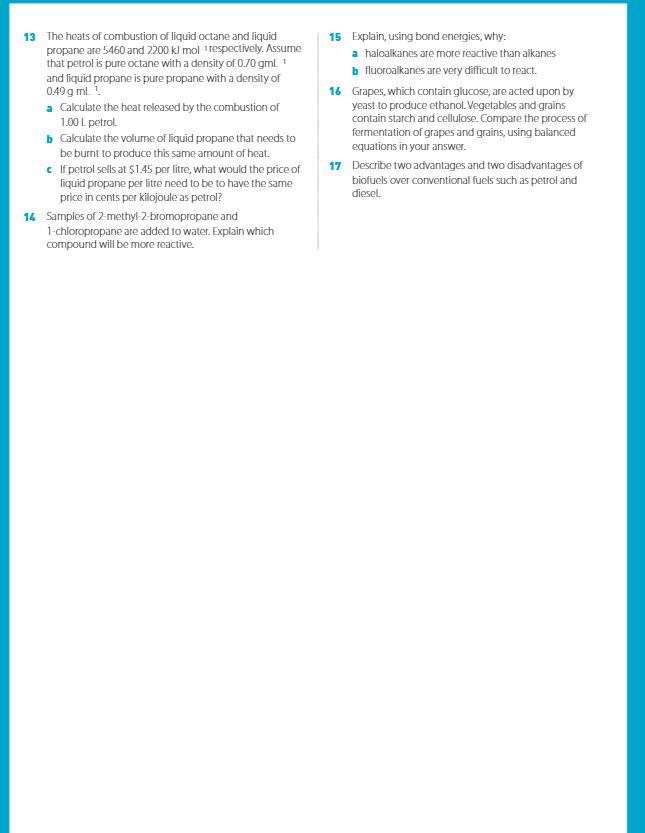 13 The heats of combustion of liquid octane and liquid
propane are 5460 and 2200 kJ mol⁻¹ respectively. Assume
that petrol is pure octane with a density of 0.70 gmL⁻¹
and liquid propane is pure propane with a density of
0.49 g mL⁻¹.
a Calculate the heat released by the combustion of
1.00 L petrol.
b Calculate the volume of liquid propane that needs to
be burnt to produce this same amount of heat.
c If petrol sells at $1.45 per litre, what would the price of
liquid propane per litre need to be to have the same
price in cents per kilojoule as petrol?
14 Samples of 2-methyl-2-bromopropane and
1-chloropropane are added to water. Explain which
compound will be more reactive.
15 Explain, using bond energies, why:
a haloalkanes are more reactive than alkanes
b fluoroalkanes are very difficult to react.
16 Grapes, which contain glucose, are acted upon by
yeast to produce ethanol. Vegetables and grains
contain starch and cellulose. Compare the process of
fermentation of grapes and grains, using balanced
equations in your answer.
17 Describe two advantages and two disadvantages of
biofuels over conventional fuels such as petrol and
diesel.